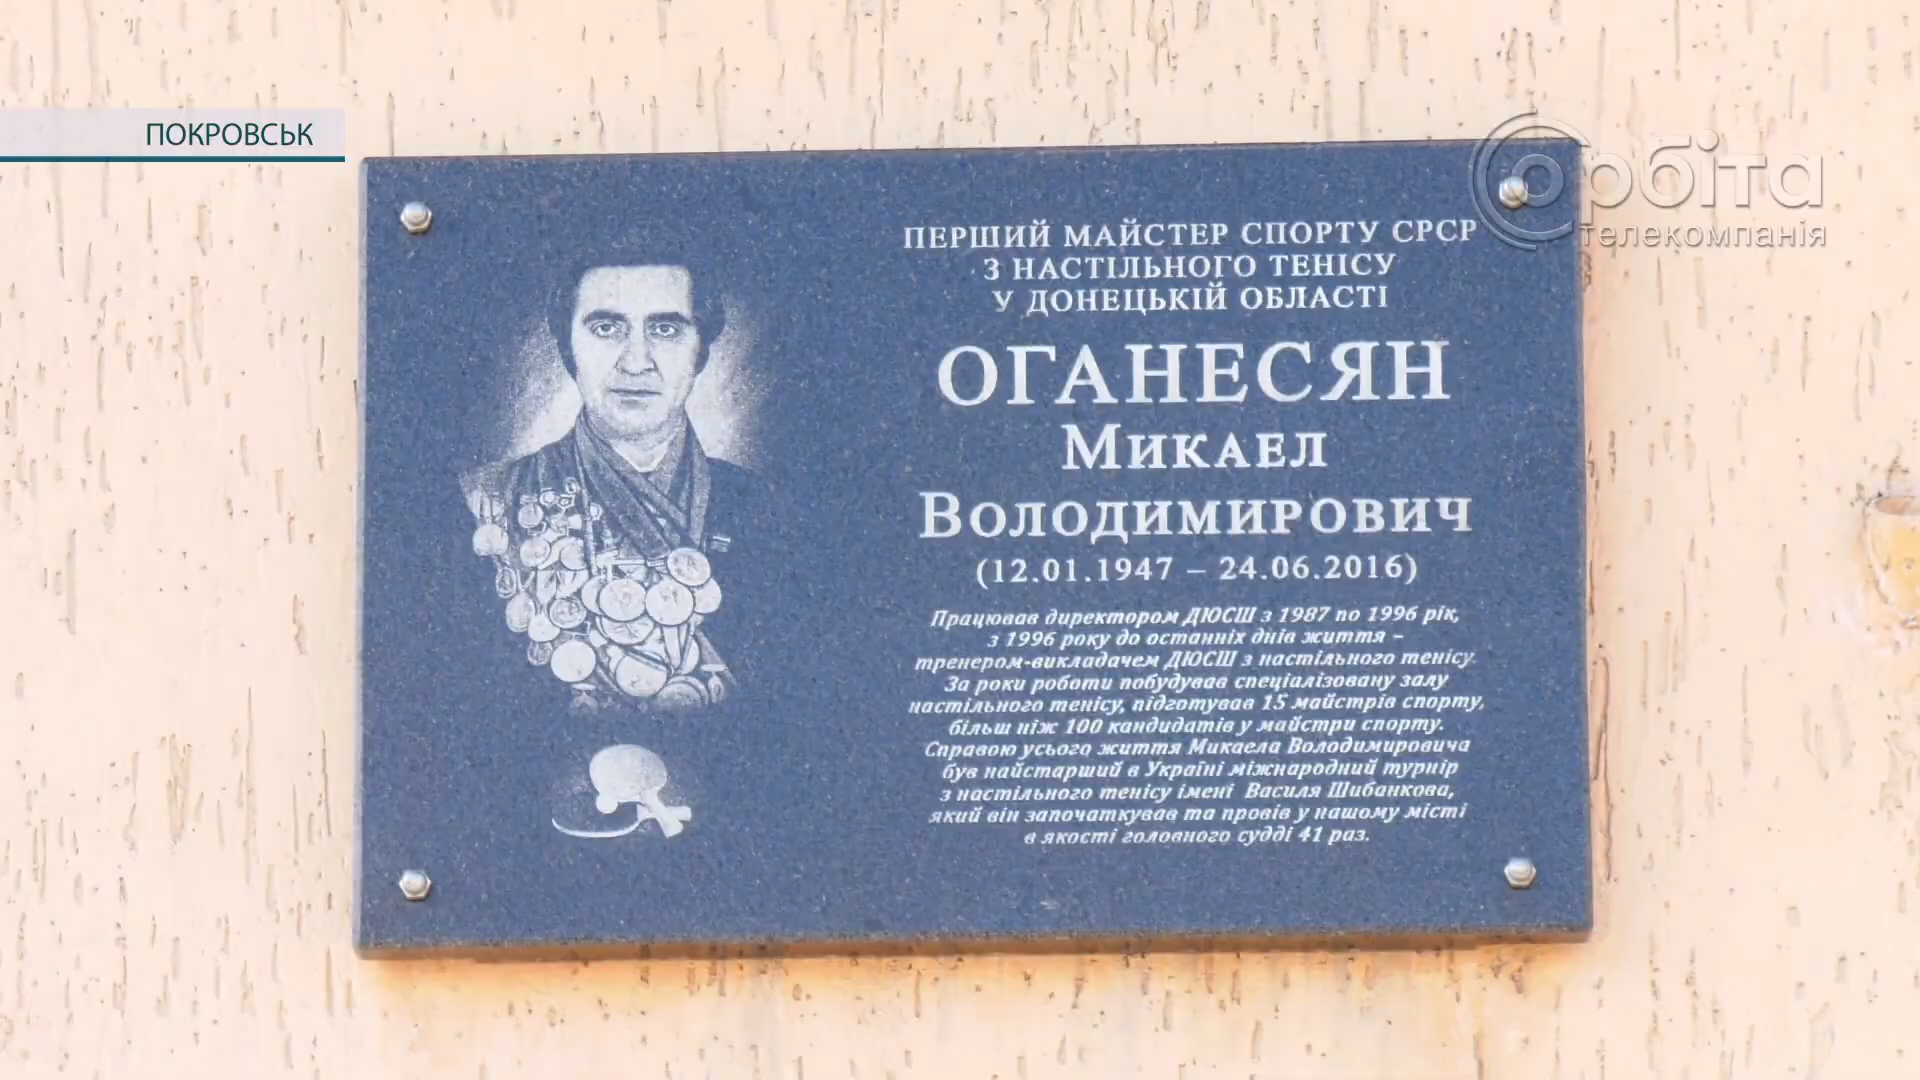 ПОКРОВСЬК
Орбіта
телекомпанія
ПЕРШИЙ МАЙСТЕР СПОРТУ СРСР
З НАСТІЛЬНОГО ТЕНІСУ
У ДОНЕЦЬКІЙ ОБЛАСТІ
ОГАНЕСЯН
МИКАЕЛ
ВОЛОДИМИРОВИЧ
(12.01.1947 – 24.06.2016)
Працював директором ДЮСШ з 1987 по 1996 рік,
з 1996 року до останніх днів життя –
тренером-викладачем ДЮСШ з настільного тенісу.
За роки роботи побудував спеціалізовану залу
настільного тенісу, підготував 15 майстрів спорту,
більш ніж 100 кандидатів у майстри спорту.
Справою усього життя Микаела Володимировича
був найстарший в Україні міжнародний турнір
з настільного тенісу імені Василя Шибанкова,
який він започаткував та провів у нашому місті
в якості головного судді 41 раз.